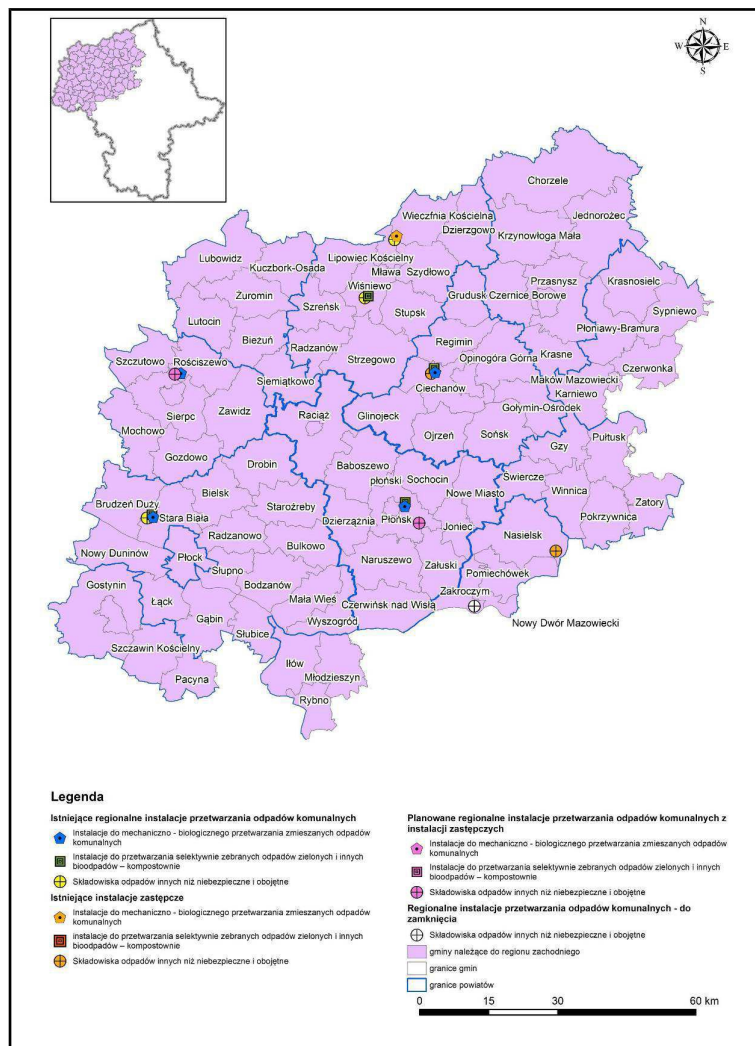 N
W E
S
Chorzele
Wieczfnia Kościelna
Jednorożec
Dzierzgowo
Krzynowłoga Mała
Lubowidz
Lipowiec Kościelny
Kuczbork-Osada
Mława Szydłowo
Przasnysz
Krasnosielc
Wiśniewo
Żuromin
Szreńsk
Grudusk
Czernice Borowe
Stupsk
Sypniewo
Lutocin
Płoniawy-Bramura
Bieżuń
Radzanów
Regimin
Krasne
Szczutowo
Rościszewo
Strzegowo
Opinogóra Górna
Czerwonka
Siemiątkowo
Ciechanów
Maków Mazowiecki
Karniewo
Sierpc
Zawidz
Raciąż
Glinojeck
Gołymin-Ośrodek
Mochowo
Ojrzeń
Sońsk
Gzy
Pułtusk
Gozdowo
Drobin
Baboszewo
Świercze
płoński
Sochocin
Winnica
Bielsk
Nowe Miasto
Zatory
Brudzeń Duży
Staroźreby
Pokrzywnica
Stara Biała
Dzierzążnia
Płońsk
Joniec
Nasielsk
Radzanowo
Nowy Duninów
Bulkowo
Płock
Naruszewo
Załuski
Słupno
Pomiechówek
Gostynin
Bodzanów
Zakroczym
Łąck
Mała Wieś
Czerwińsk nad Wisłą
Gąbin
Wyszogród
Nowy Dwór Mazowiecki
Słubice
Szczawin Kościelny
Iłów
Pacyna
Młodzieszyn
Rybno
Legenda
Istniejące regionalne instalacje przetwarzania odpadów komunalnych
Instalacje do mechaniczno - biologicznego przetwarzania zmieszanych odpadów
komunalnych
Instalacje do przetwarzania selektywnie zebranych odpadów zielonych i innych
bioodpadów – kompostownie
Składowiska odpadów innych niż niebezpieczne i obojętne
Istniejące instalacje zastępcze
Instalacje do mechaniczno - biologicznego przetwarzania zmieszanych odpadów
komunalnych
instalacje do przetwarzania selektywnie zebranych odpadów zielonych i innych
bioodpadów – kompostownie
Składowiska odpadów innych niż niebezpieczne i obojętne
Planowane regionalne instalacje przetwarzania odpadów komunalnych z
instalacji zastępczych
Instalacje do mechaniczno - biologicznego przetwarzania zmieszanych odpadów
komunalnych
Instalacje do przetwarzania selektywnie zebranych odpadów zielonych i innych
bioodpadów – kompostownie
Składowiska odpadów innych niż niebezpieczne i obojętne
Regionalne instalacje przetwarzania odpadów komunalnych - do
zamknięcia
Składowiska odpadów innych niż niebezpieczne i obojętne
gminy należące do regionu zachodniego
granice gmin
granice powiatów
0 15 30 60 km